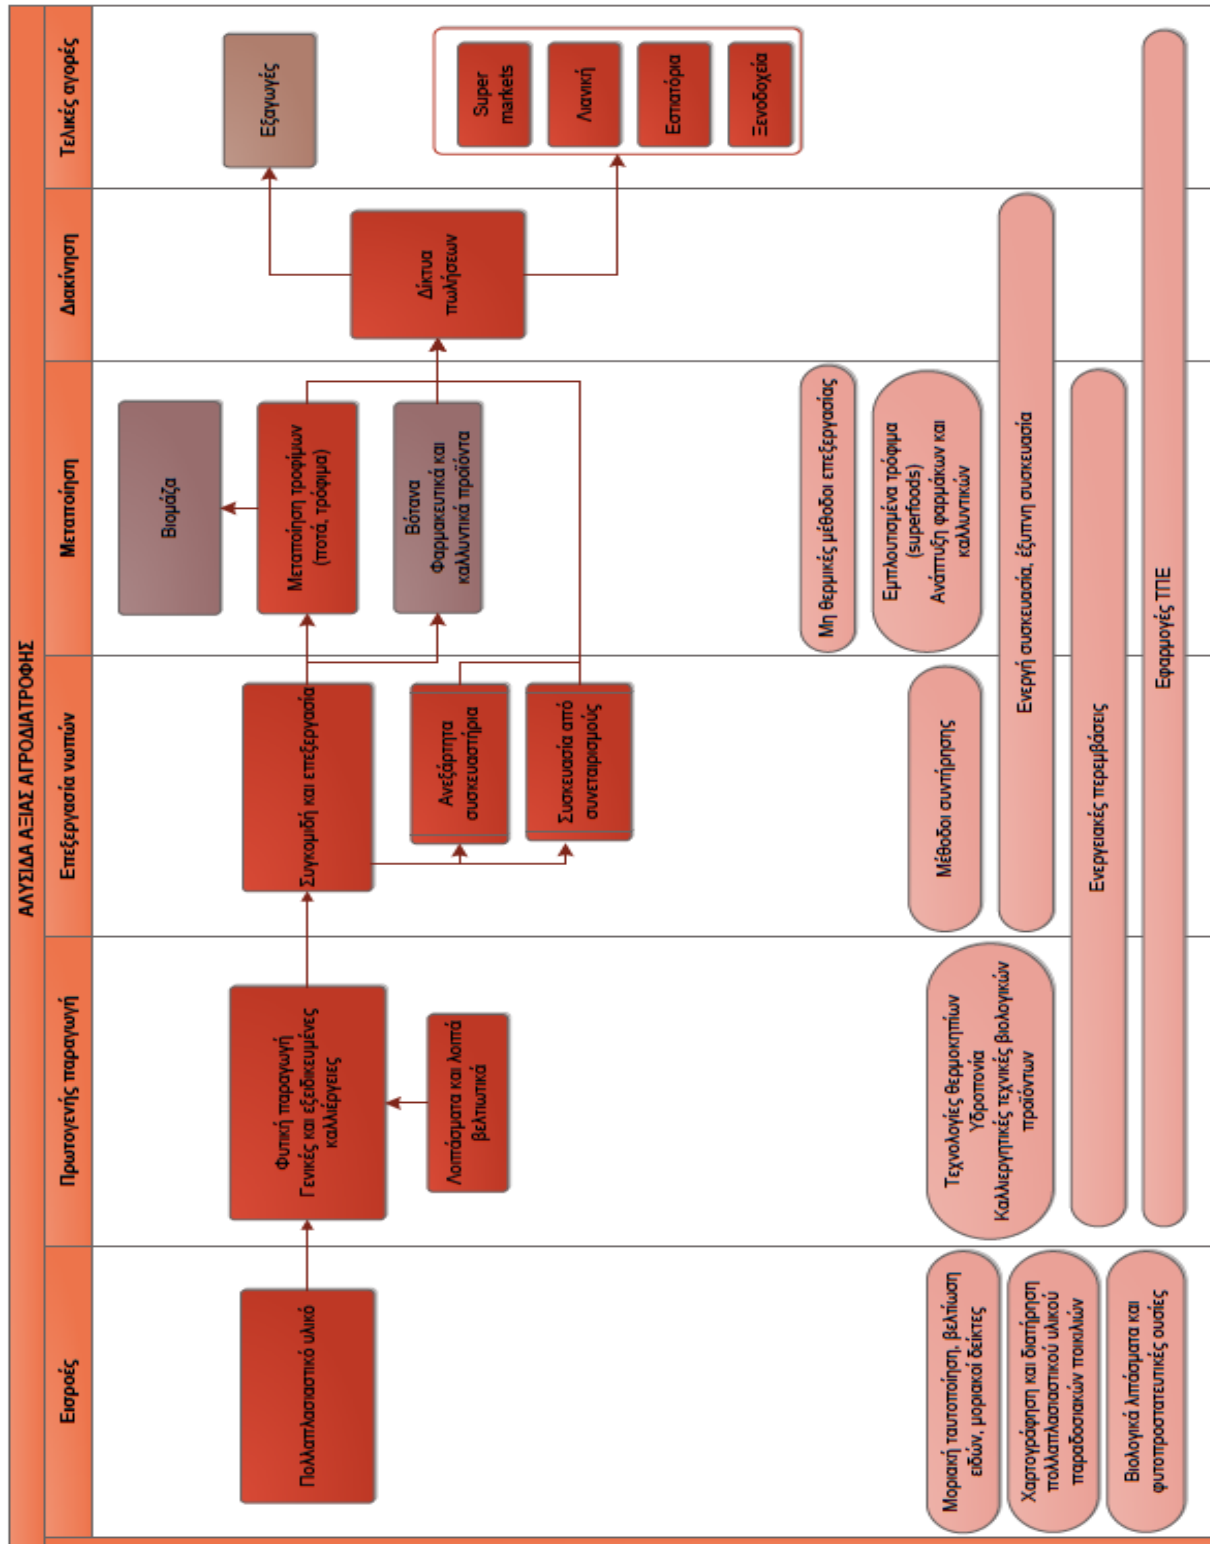 ΑΛΥΣΙΔΑ ΑΞΙΑΣ ΑΓΡΟΔΙΑΤΡΟΦΗΣ
Εισροές
Πρωτογενής παραγωγή
Επεξεργασία νωπών
Μεταποίηση
Διακίνηση
Τελικές αγορές
Πολλαπλασιαστικό υλικό
Φυτική παραγωγή
Γενικές και εξειδικευμένες
καλλιέργειες
Λοιπάσματα και λοιπά
βελτιωτικά
Συγκομιδή και επεξεργασία
Ανεξάρτητα
συσκευαστήρια
Συσκευασία από
συνεταιρισμούς
Βιομάζα
Μεταποίηση τροφίμων
(ποτά, τρόφιμα)
Βότανα
Φαρμακευτικά και
καλλυντικά προϊόντα
Δίκτυα
πωλήσεων
Εξαγωγές
Super
markets
Λιανική
Εστιατόρια
Ξενοδοχεία
Μοριακή ταυτοποίηση, βελτίωση
ειδών, μοριακοί δείκτες
Χαρτογράφηση και διατήρηση
πολλαπλασιαστικού υλικού
παραδοσιακών ποικιλιών
Βιολογικά λιπάσματα και
φυτοπροστατευτικές ουσίες
Τεχνολογίες θερμοκηπίων
Υδροπονία
Καλλιεργητικές τεχνικές βιολογικών
προϊόντων
Μέθοδοι συντήρησης
Μη θερμικές μέθοδοι επεξεργασίας
Εμπλουτισμένα τρόφιμα
(superfoods)
Ανάπτυξη φαρμάκων και
καλλυντικών
Ενεργή συσκευασία, έξυπνη συσκευασία
Ενεργειακές περεμβάσεις
Εφαρμογές ΤΠΕ